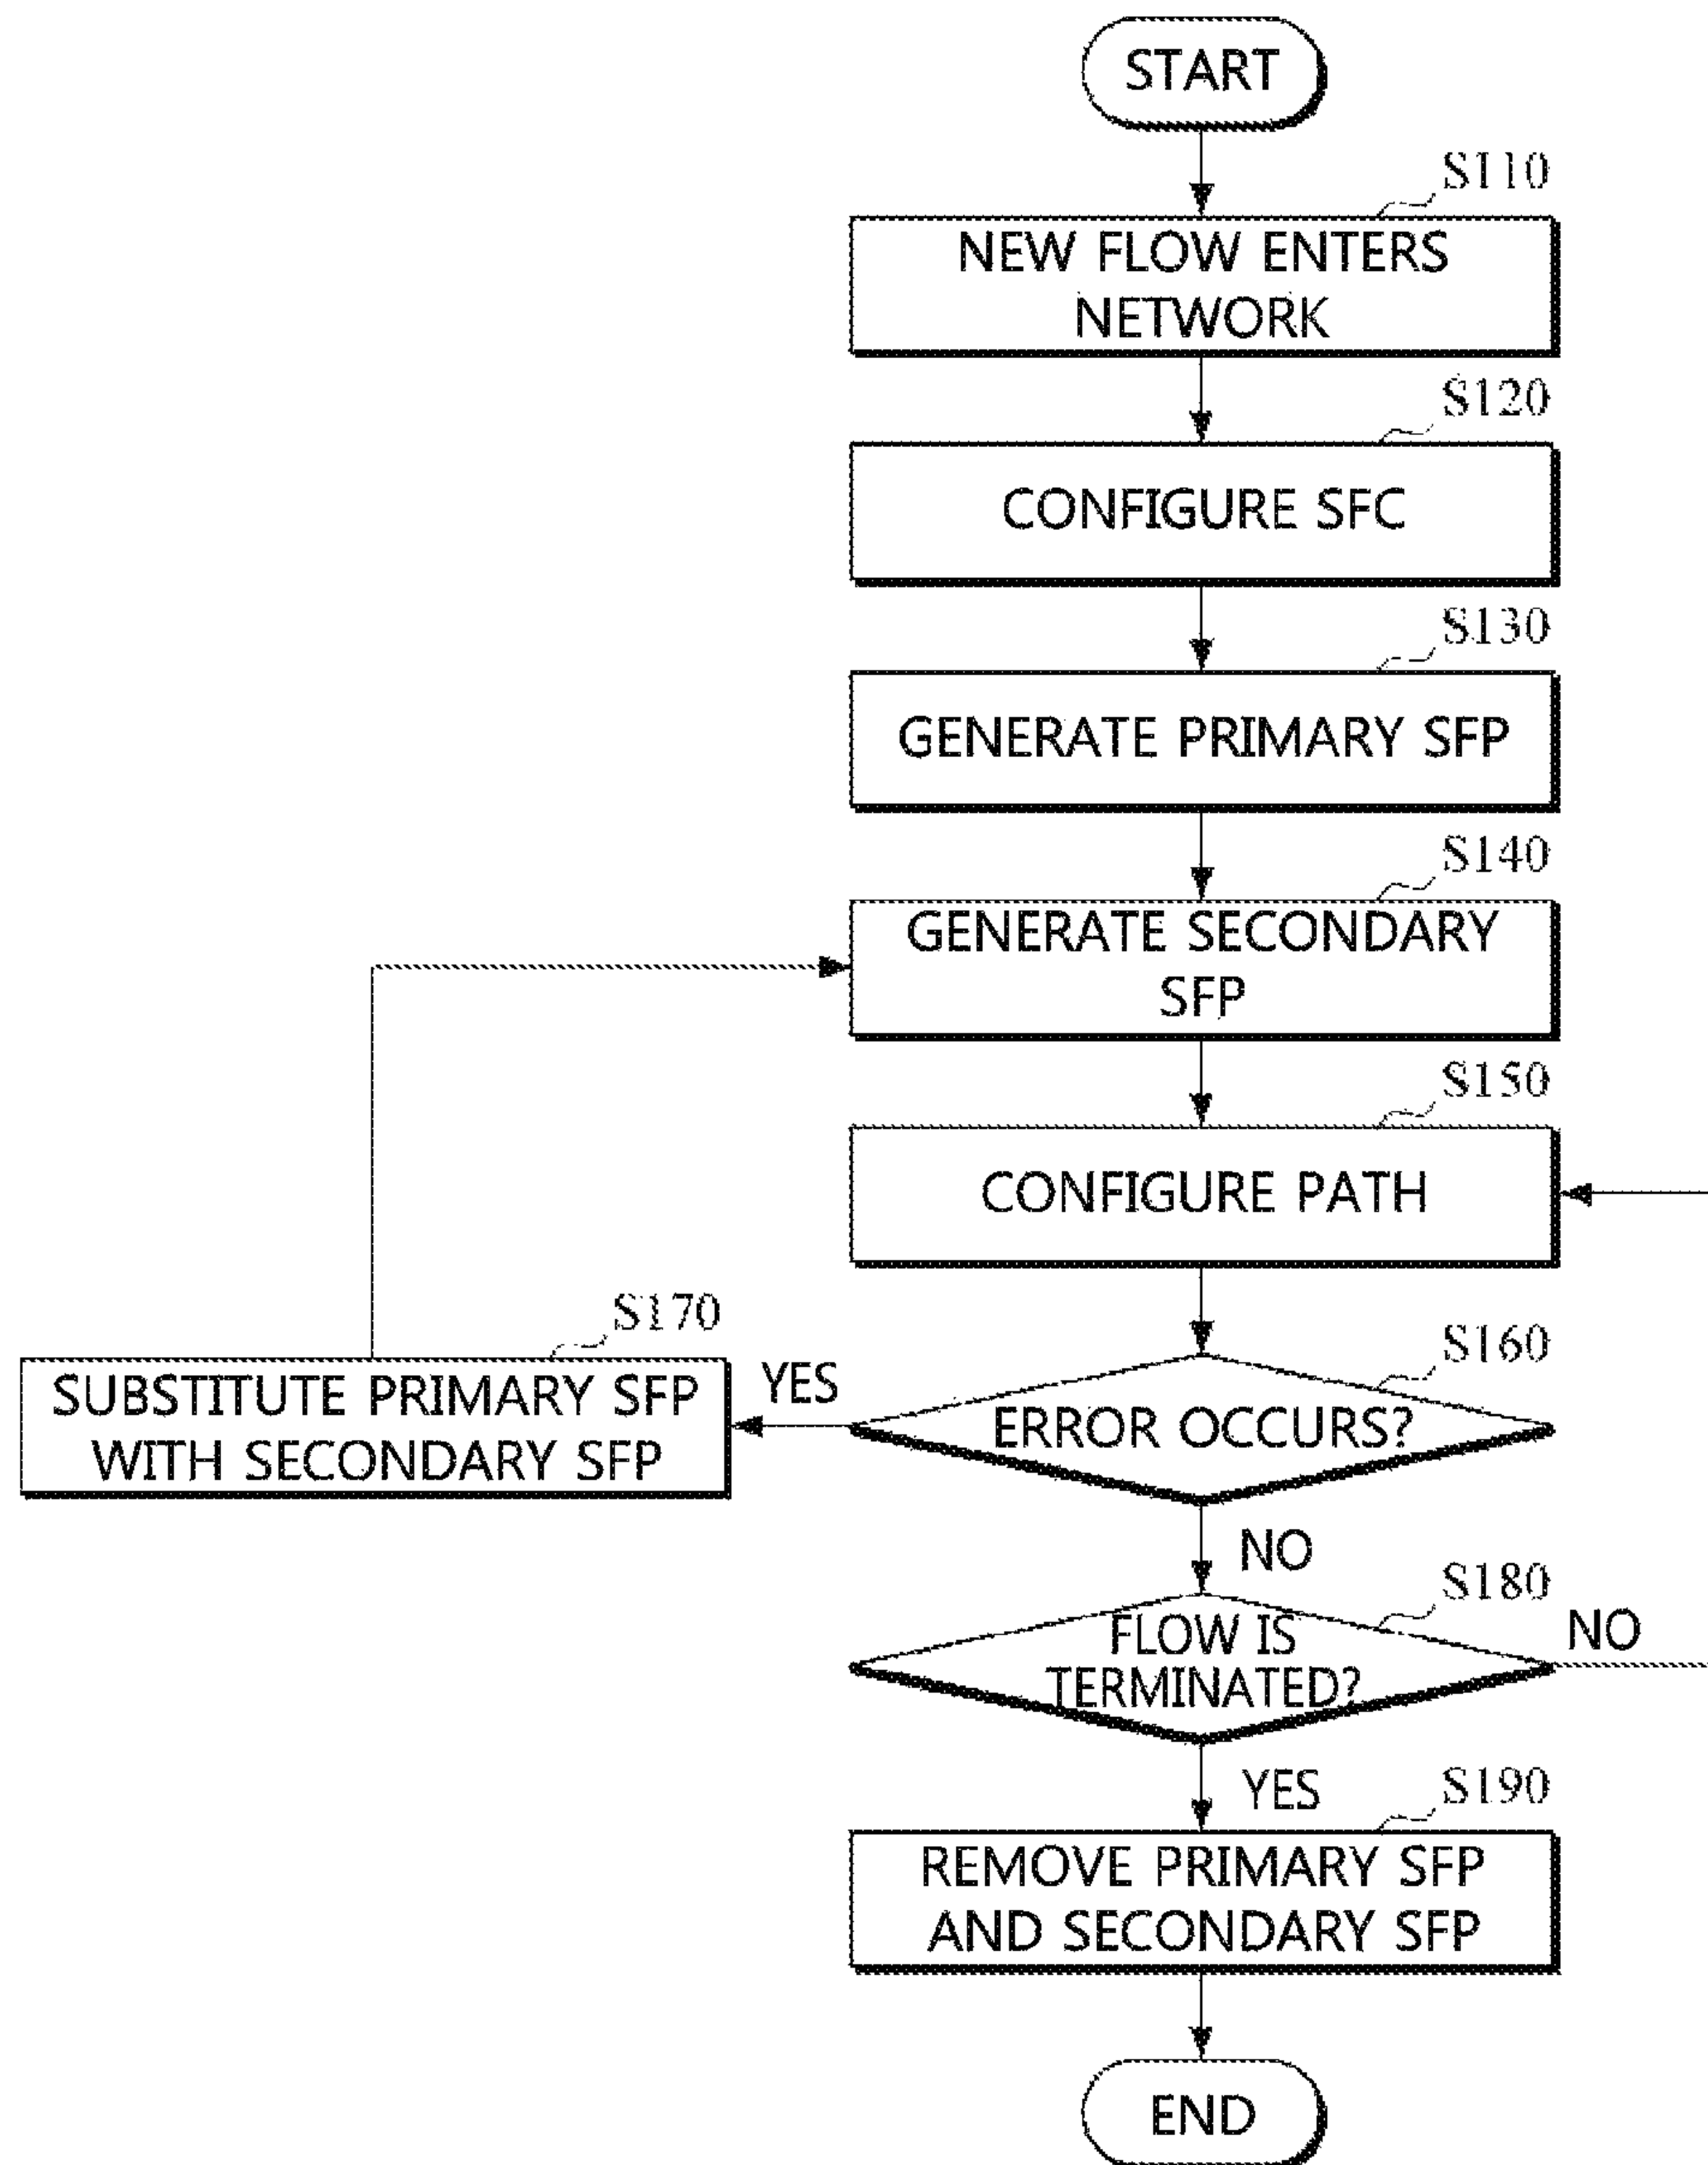 START
S110
NEW FLOW ENTERS
NETWORK
S120
CONFIGURE SFC
S130
GENERATE PRIMARY SFP
S140
GENERATE SECONDARY
SFP
S150
CONFIGURE PATH
S160
ERROR OCCURS?
YES
S170
SUBSTITUTE PRIMARY SFP
WITH SECONDARY SFP
NO
S180
FLOW IS
TERMINATED?
NO
YES
S190
REMOVE PRIMARY SFP
AND SECONDARY SFP
END